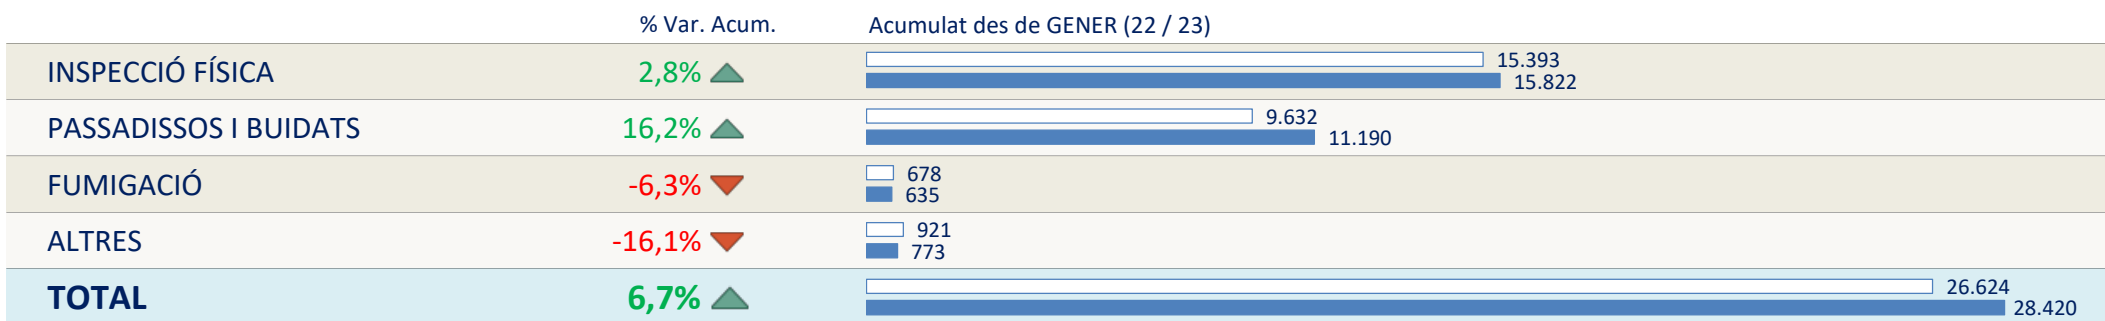 % Var. Acum. Acumulat des de GENER (22 / 23)
INSPECCIÓ FÍSICA 2,8% 15.393
15.822
PASSADISSOS I BUIDATS 16,2% 9.632
11.190
FUMIGACIÓ -6,3% 678
635
ALTRES -16,1% 921
773
TOTAL 6,7% 26.624
28.420